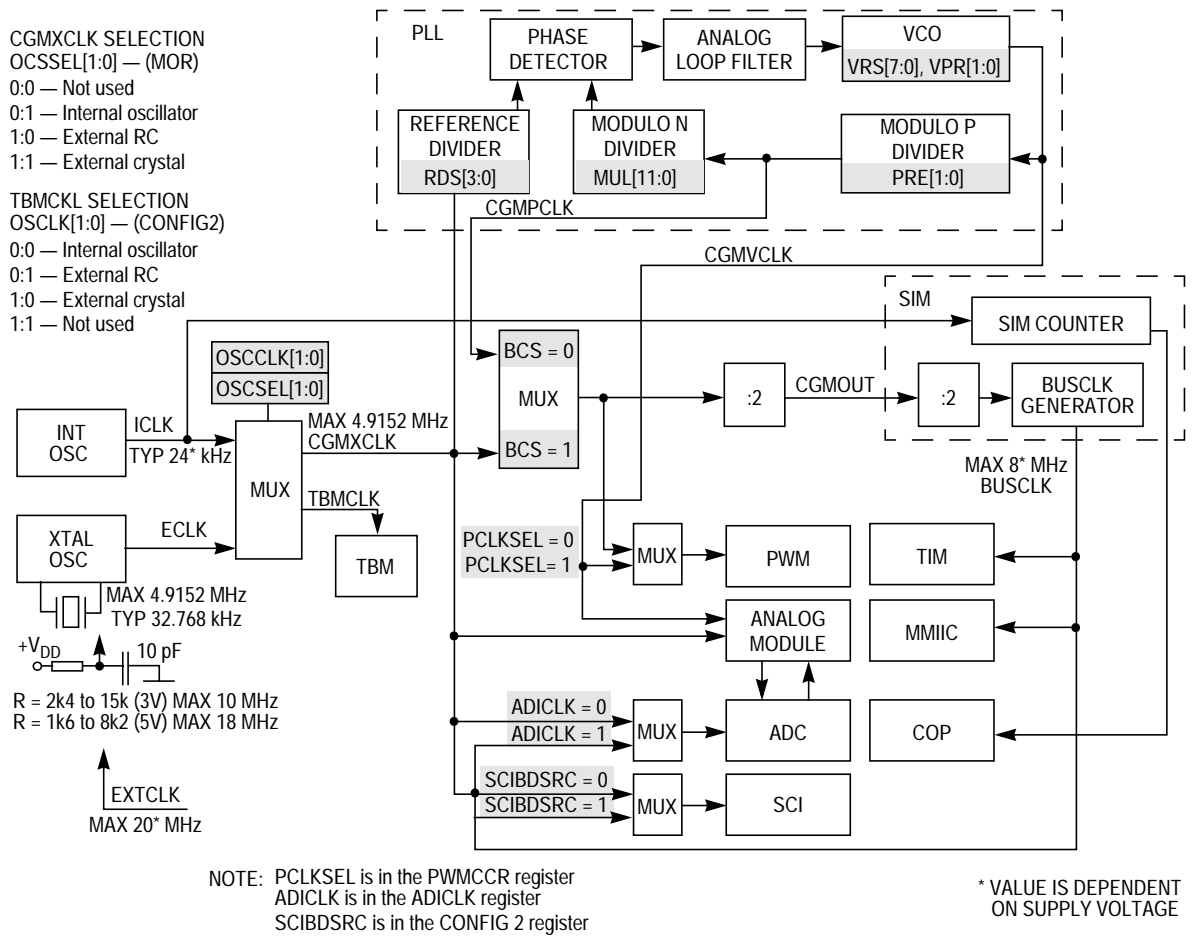 CGMXCLK SELECTION
OCSSEL[1:0] — (MOR)
0:0 — Not used
0:1 — Internal oscillator
1:0 — External RC
1:1 — External crystal
TBMCKL SELECTION
OSCLK[1:0] — (CONFIG2)
0:0 — Internal oscillator
0:1 — External RC
1:0 — External crystal
1:1 — Not used
PLL
PHASE
DETECTOR
ANALOG
LOOP FILTER
VCO
VRS[7:0], VPR[1:0]
REFERENCE
DIVIDER
RDS[3:0]
MODULO N
DIVIDER
MUL[11:0]
MODULO P
DIVIDER
PRE[1:0]
CGMPCLK
CGMVCLK
SIM
SIM COUNTER
OSCCLK[1:0]
OSCSEL[1:0]
BCS = 0
MUX
BCS = 1
:2
CGMOUT
:2
BUSCLK
GENERATOR
INT
OSC
ICLK
TYP 24* kHz
MUX
MAX 4.9152 MHz
CGMXCLK
TBMCLK
TBM
MAX 8* MHz
BUSCLK
XTAL
OSC
ECLK
MAX 4.9152 MHz
TYP 32.768 kHz
PCLKSEL = 0
PCLKSEL= 1
MUX
PWM
TIM
ANALOG
MODULE
MMIIC
+VDD
10 pF
R = 2k4 to 15k (3V) MAX 10 MHz
R = 1k6 to 8k2 (5V) MAX 18 MHz
ADICLK = 0
ADICLK = 1
MUX
ADC
COP
EXTCLK
MAX 20* MHz
SCIBDSRC = 0
SCIBDSRC = 1
MUX
SCI
NOTE: PCLKSEL is in the PWMCCR register
ADICLK is in the ADICLK register
SCIBDSRC is in the CONFIG 2 register
* VALUE IS DEPENDENT
ON SUPPLY VOLTAGE